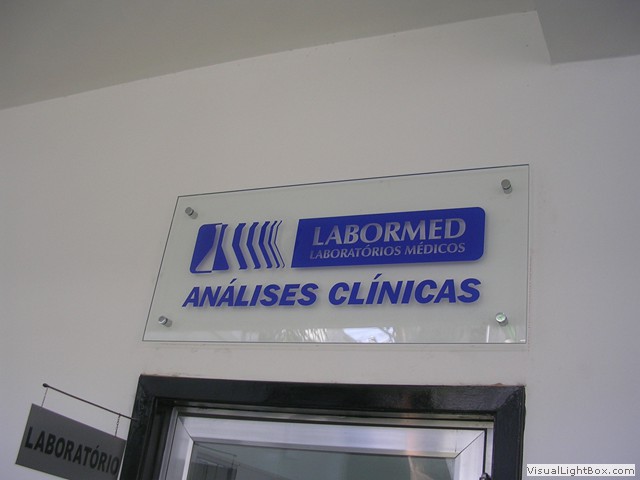 LABORMED
LABORATÓRIOS MÉDICOS
ANÁLISES CLÍNICAS
LABORATÓRIO
VisualLightBox.com